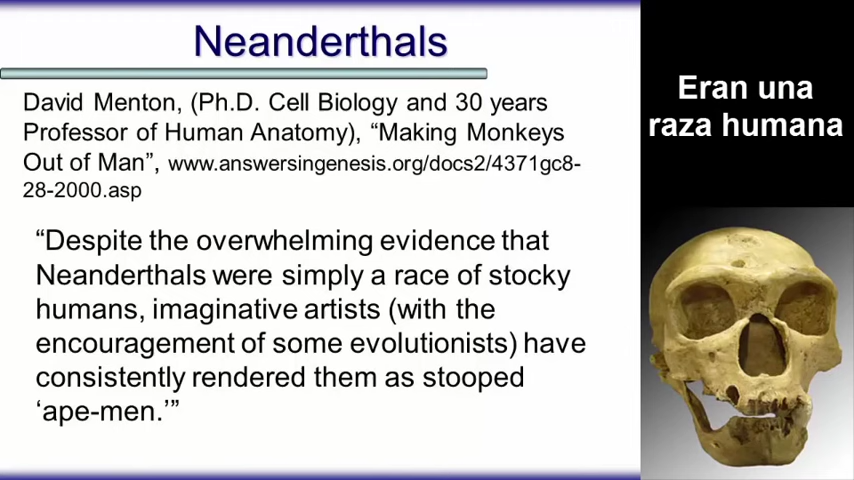 Neanderthals
David Menton, (Ph.D. Cell Biology and 30 years
Professor of Human Anatomy), “Making Monkeys
Out of Man”, www.answersingenesis.org/docs2/4371gc8-
28-2000.asp
“Despite the overwhelming evidence that
Neanderthals were simply a race of stocky
humans, imaginative artists (with the
encouragement of some evolutionists) have
consistently rendered them as stooped
‘ape-men.’”
Eran una
raza humana